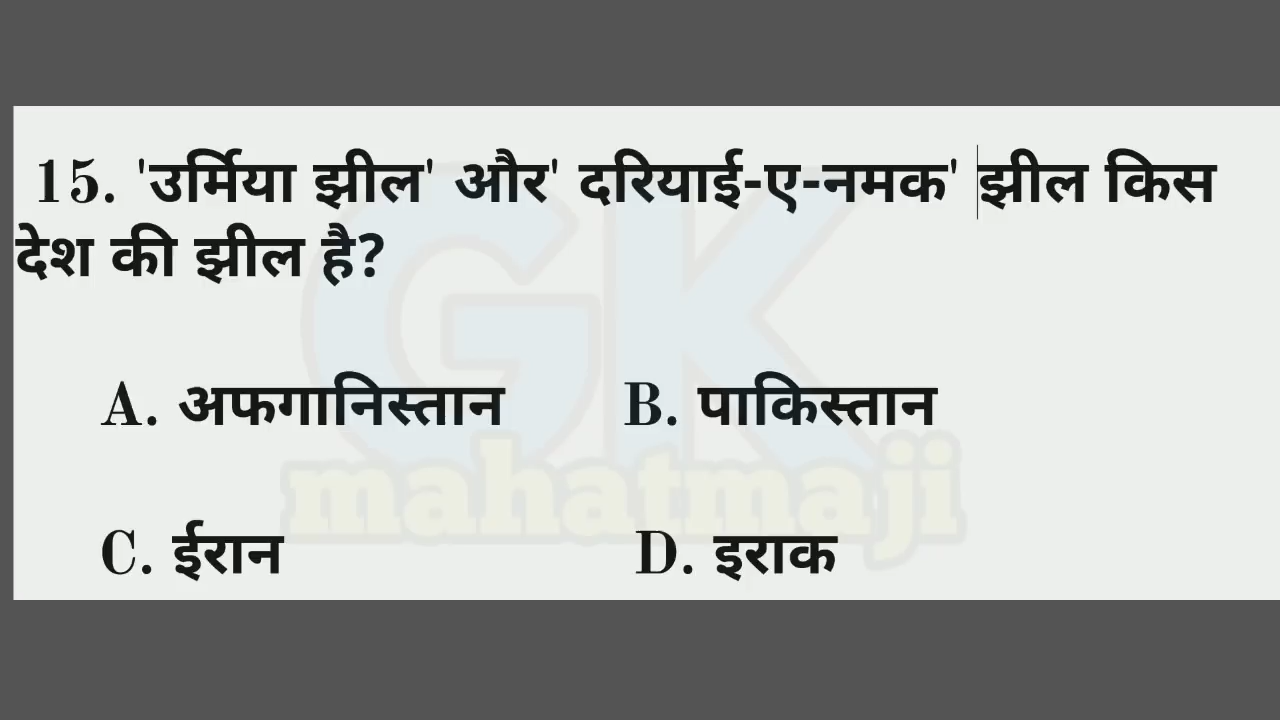 15. 'उर्मिया झील' और' दरियाई-ए-नमक' झील किस
देश की झील है?
A. अफगानिस्तान B. पाकिस्तान
C. ईरान D. इराक
GK
mahatmaji